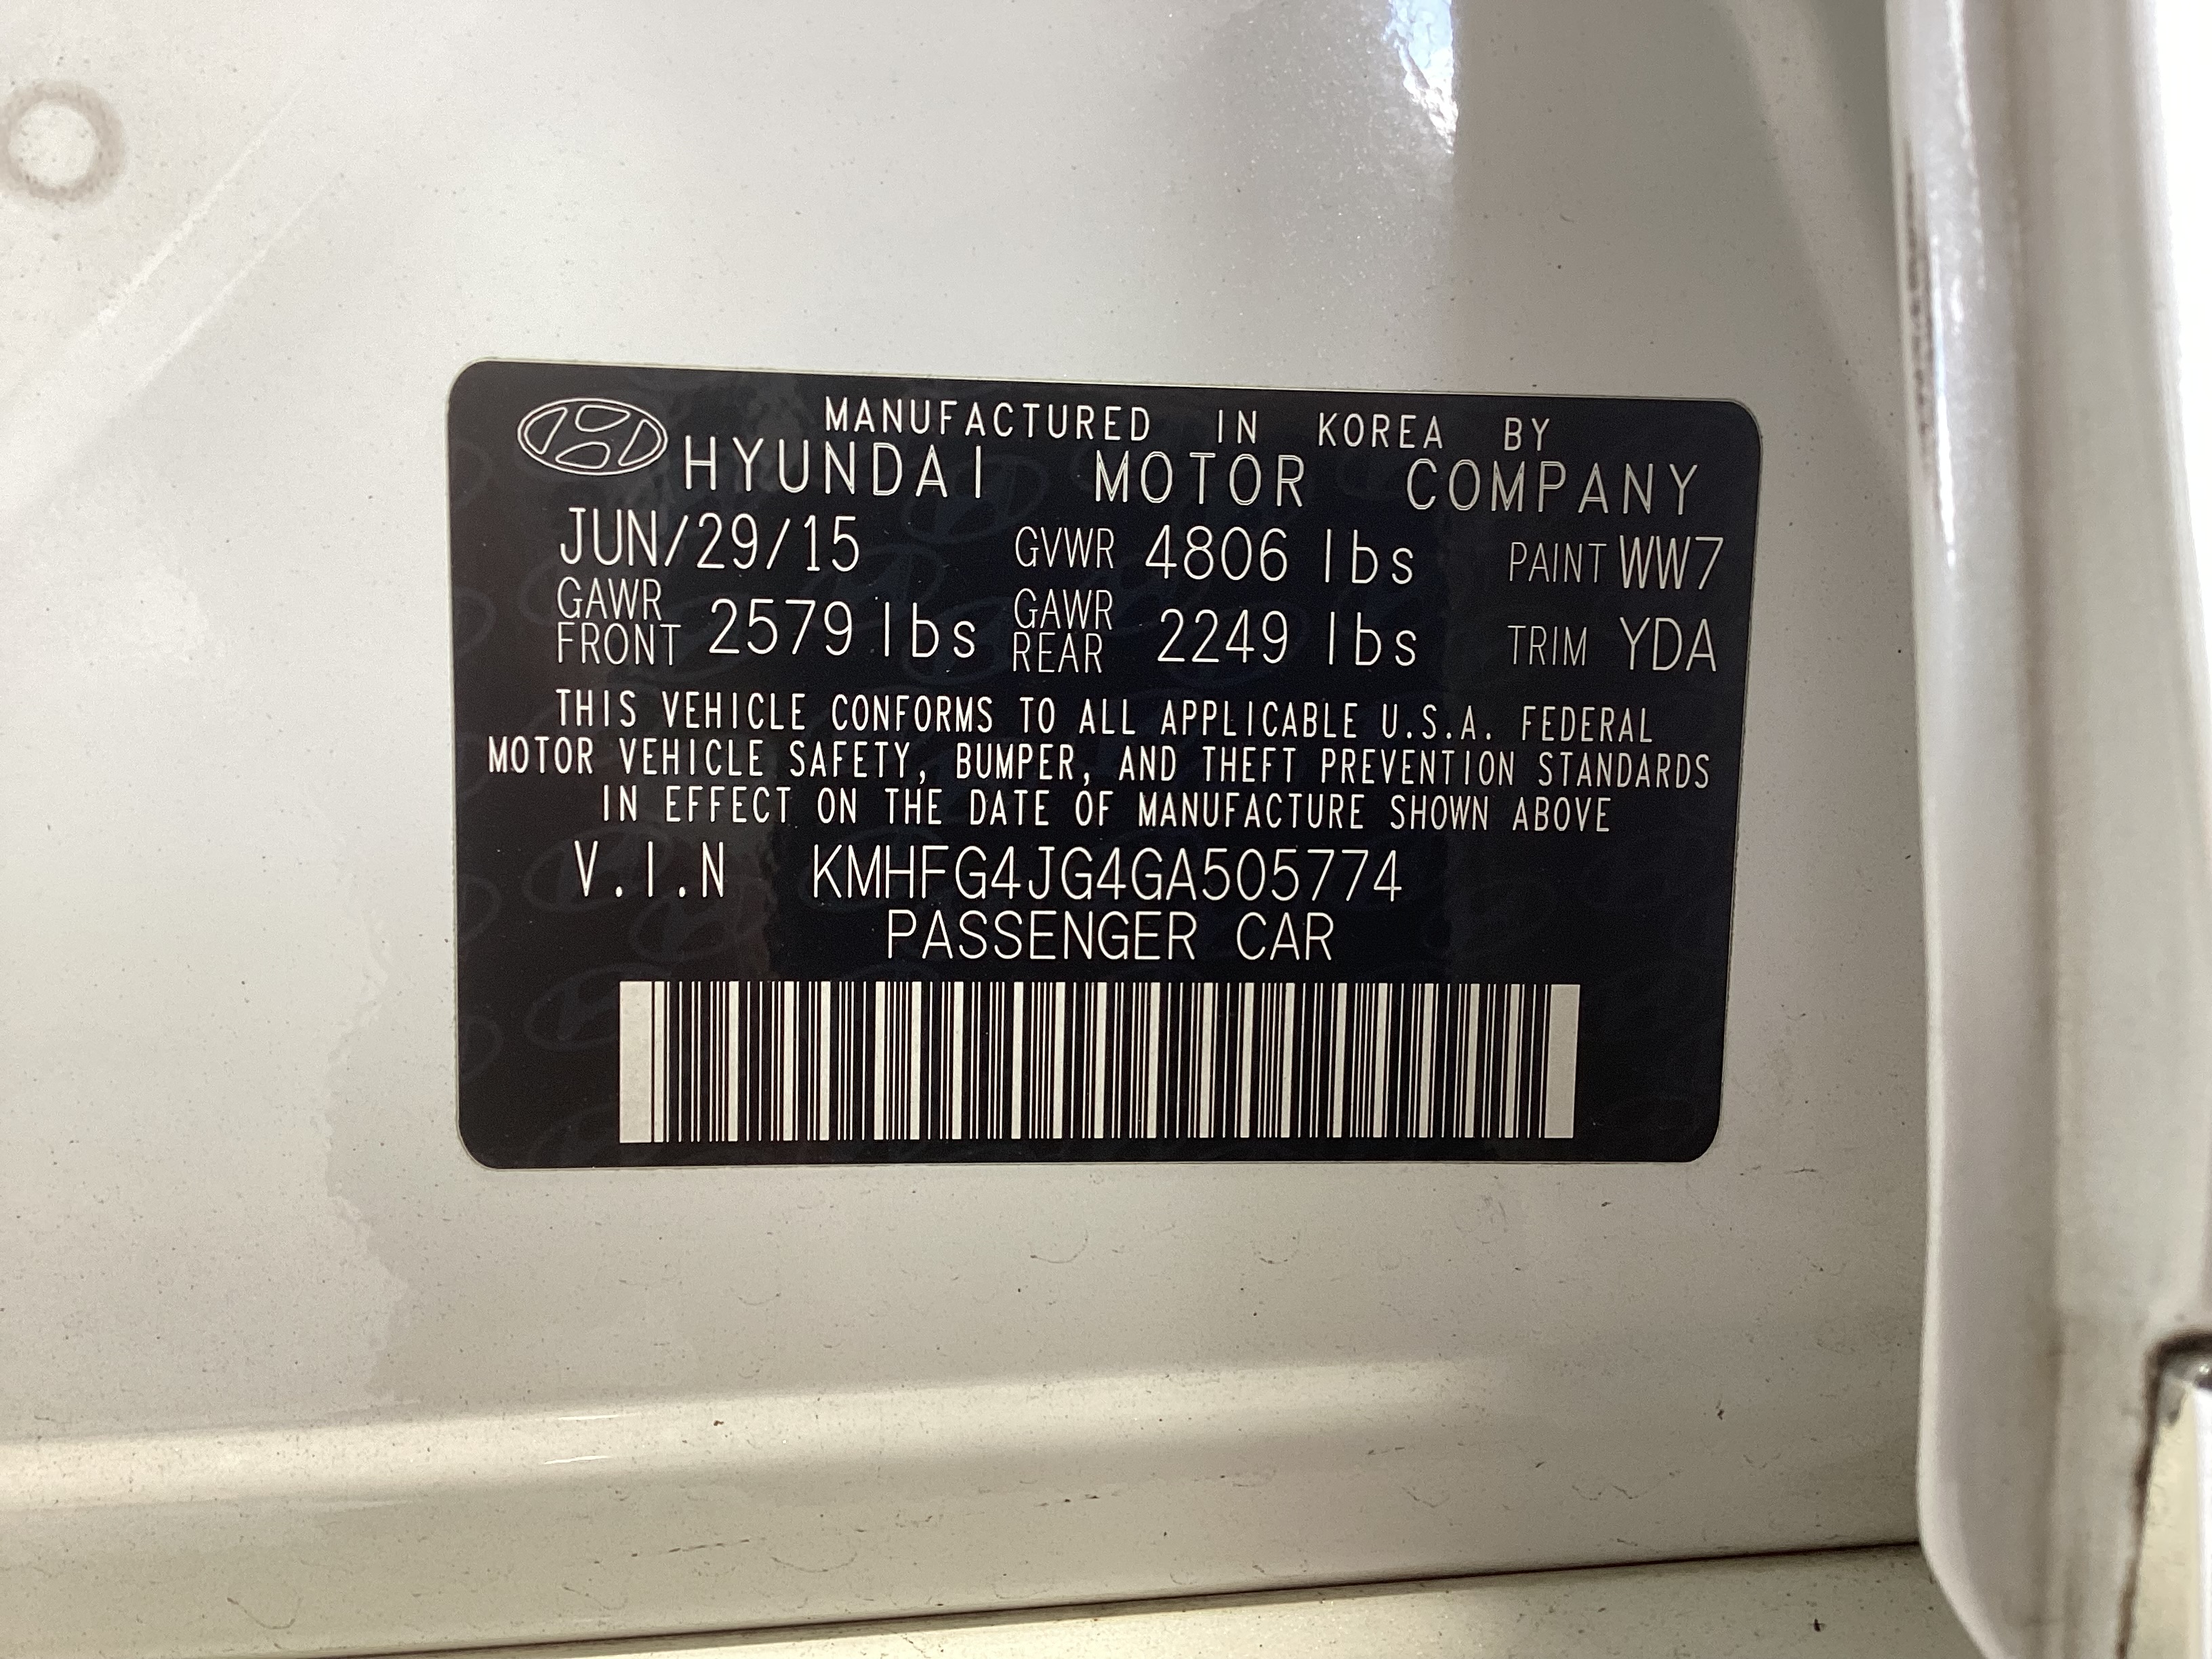 MANUFACTURED IN KOREA BY
HYUNDAI MOTOR COMPANY
JUN/29/15 GVWR 4806 lbs PAINT WW7
GAWR FRONT 2579 lbs GAWR REAR 2249 lbs TRIM YDA
THIS VEHICLE CONFORMS TO ALL APPLICABLE U.S.A. FEDERAL
MOTOR VEHICLE SAFETY, BUMPER, AND THEFT PREVENTION STANDARDS
IN EFFECT ON THE DATE OF MANUFACTURE SHOWN ABOVE
V.I.N KMHFG4JG4GA505774
PASSENGER CAR